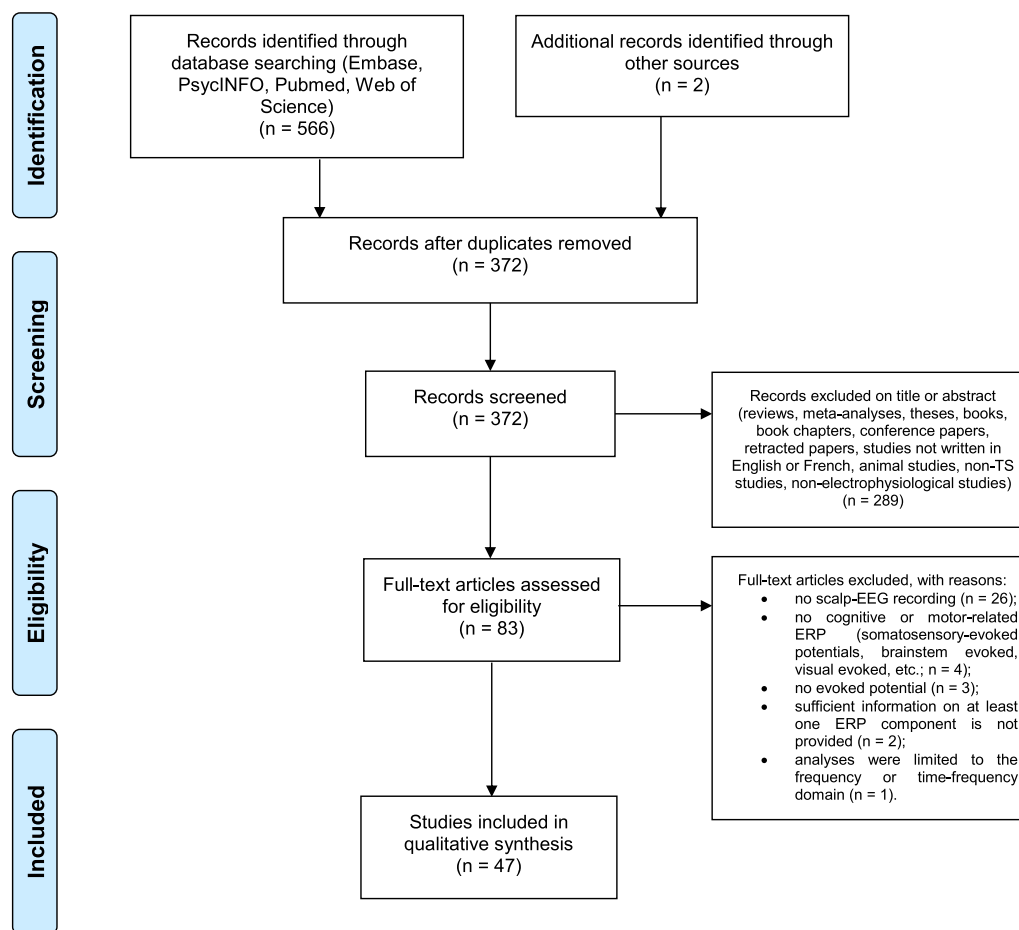 Identification
Records identified through
database searching (Embase,
PsycINFO, Pubmed, Web of
Science)
(n = 566)
Additional records identified through
other sources
(n = 2)
Records after duplicates removed
(n = 372)
Screening
Records screened
(n = 372)
Records excluded on title or abstract
(reviews, meta-analyses, theses, books,
book chapters, conference papers,
retracted papers, studies not written in
English or French, animal studies, non-TS
studies, non-electrophysiological studies)
(n = 289)
Eligibility
Full-text articles assessed
for eligibility
(n = 83)
Full-text articles excluded, with reasons:
• no scalp-EEG recording (n = 26);
• no cognitive or motor-related
ERP (somatosensory-evoked
potentials, brainstem evoked,
visual evoked, etc.; n = 4);
• no evoked potential (n = 3);
• sufficient information on at least
one ERP component is not
provided (n = 2);
• analyses were limited to the
frequency or time-frequency
domain (n = 1).
Included
Studies included in
qualitative synthesis
(n = 47)